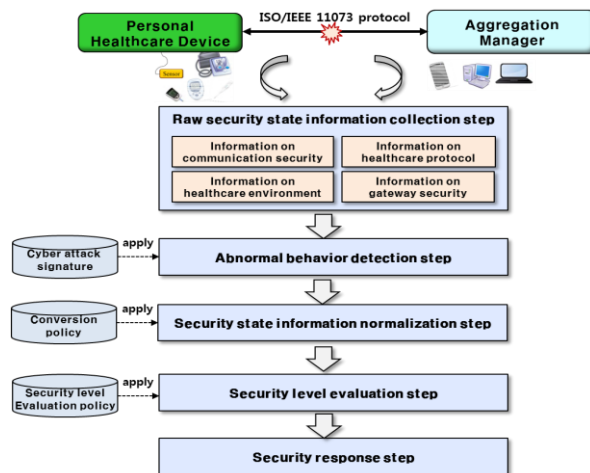 ISO/IEEE 11073 protocol
Personal
Healthcare Device
Aggregation
Manager
Sensor
Raw security state information collection step
Information on
communication security
Information on
healthcare protocol
Information on
healthcare environment
Information on
gateway security
Cyber attack
signature
apply
Abnormal behavior detection step
Conversion
policy
apply
Security state information normalization step
Security level
Evaluation policy
apply
Security level evaluation step
Security response step